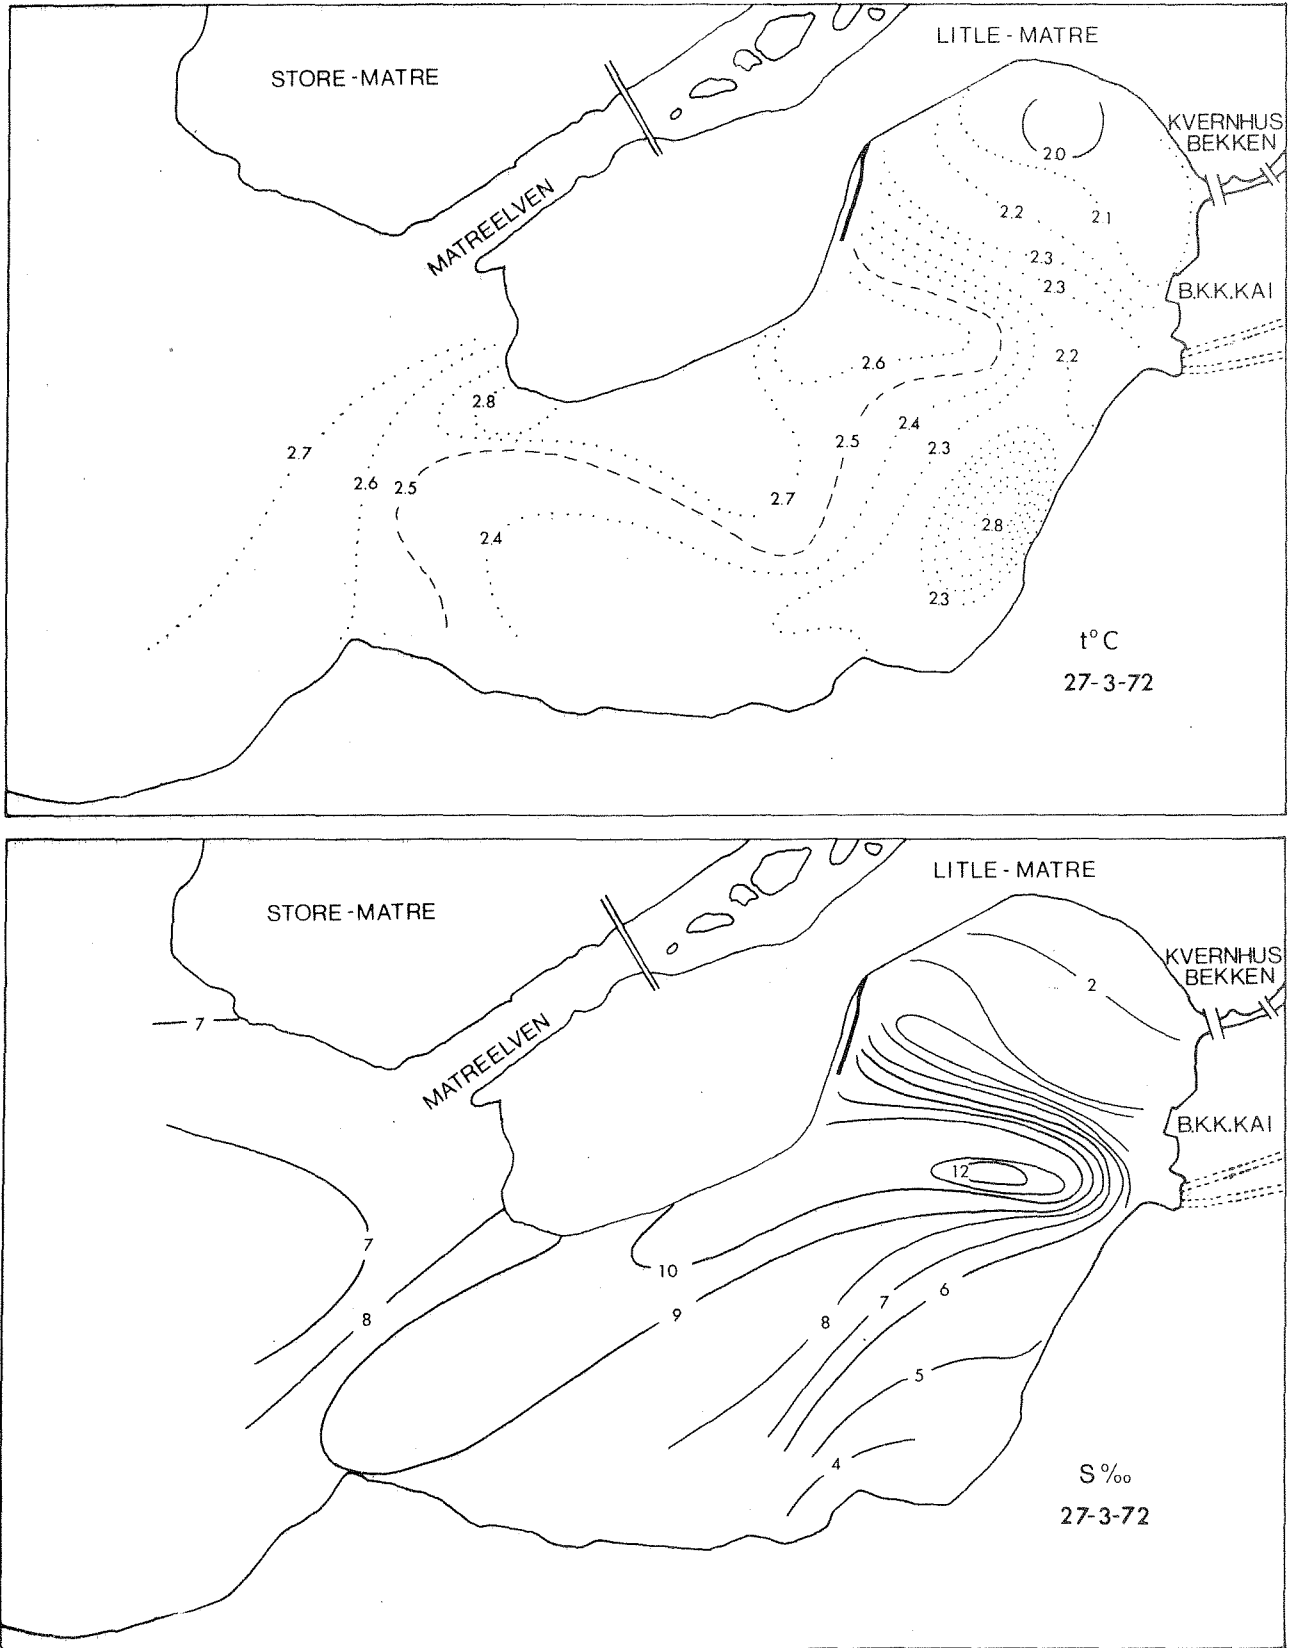 STORE-MATRE
LITLE-MATRE
KVERNHUS
BEKKEN
MATREELVEN
B.K.K.KAI
2.0
2.2
2.1
2.3
2.3
2.2
2.6
2.8
2.4
2.7
2.5
2.3
2.6
2.5
2.7
2.8
2.4
2.3
t° C
27-3-72
STORE-MATRE
LITLE-MATRE
KVERNHUS
BEKKEN
2
7
MATREELVEN
B.K.K.KAI
12
7
10
6
7
9
8
8
5
4
S ‰
27-3-72